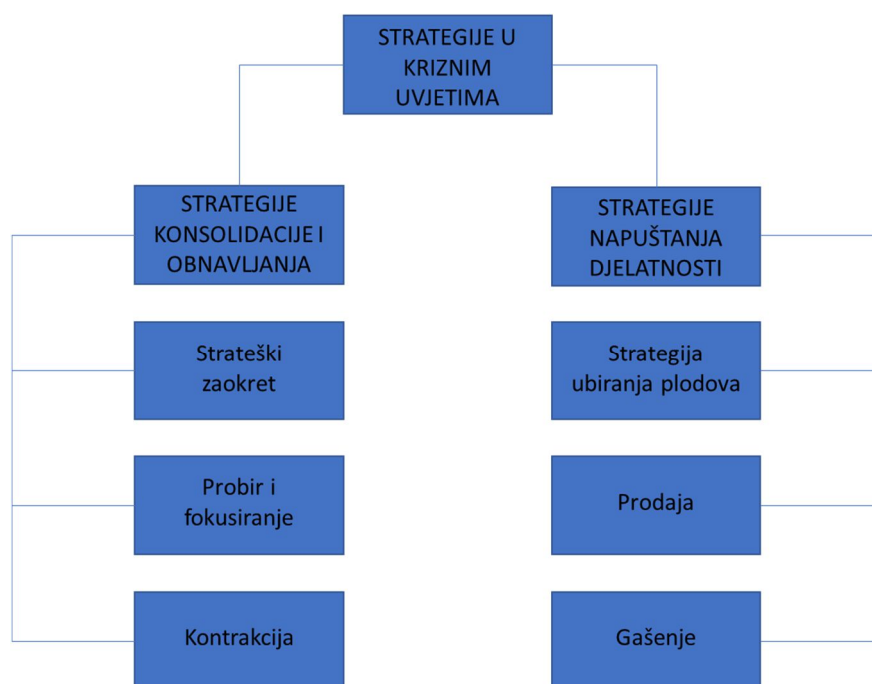 STRATEGIJE U
KRIZNIM
UVJETIMA
STRATEGIJE
KONSOLIDACIJE I
OBNAVLJANJA
STRATEGIJE
NAPUŠTANJA
DJELATNOSTI
Strateški
zaokret
Strategija
ubiranja plodova
Probir i
fokusiranje
Prodaja
Kontrakcija
Gašenje